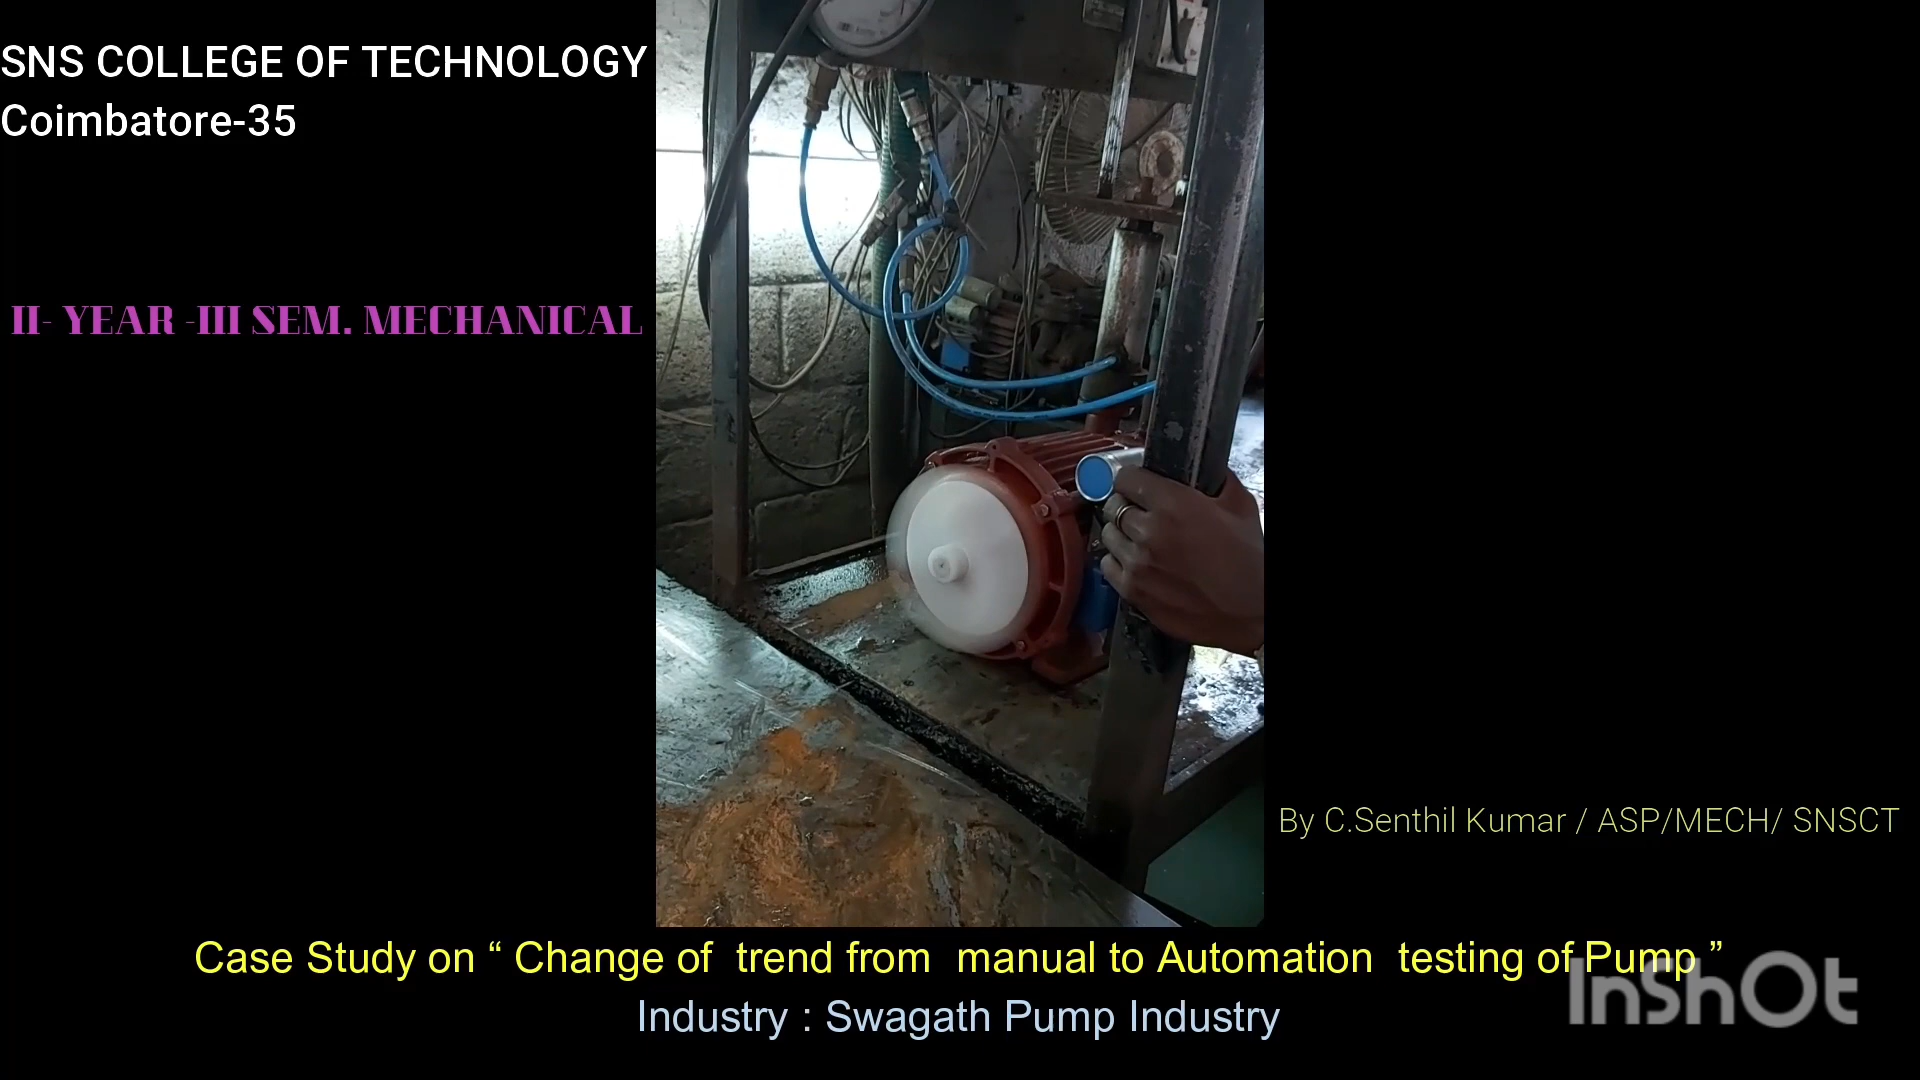 SNS COLLEGE OF TECHNOLOGY
Coimbatore-35
II- YEAR -III SEM. MECHANICAL
By C.Senthil Kumar / ASP/MECH/ SNSCT
Case Study on “ Change of trend from manual to Automation testing of Pump ”
Industry : Swagath Pump Industry
InShOt